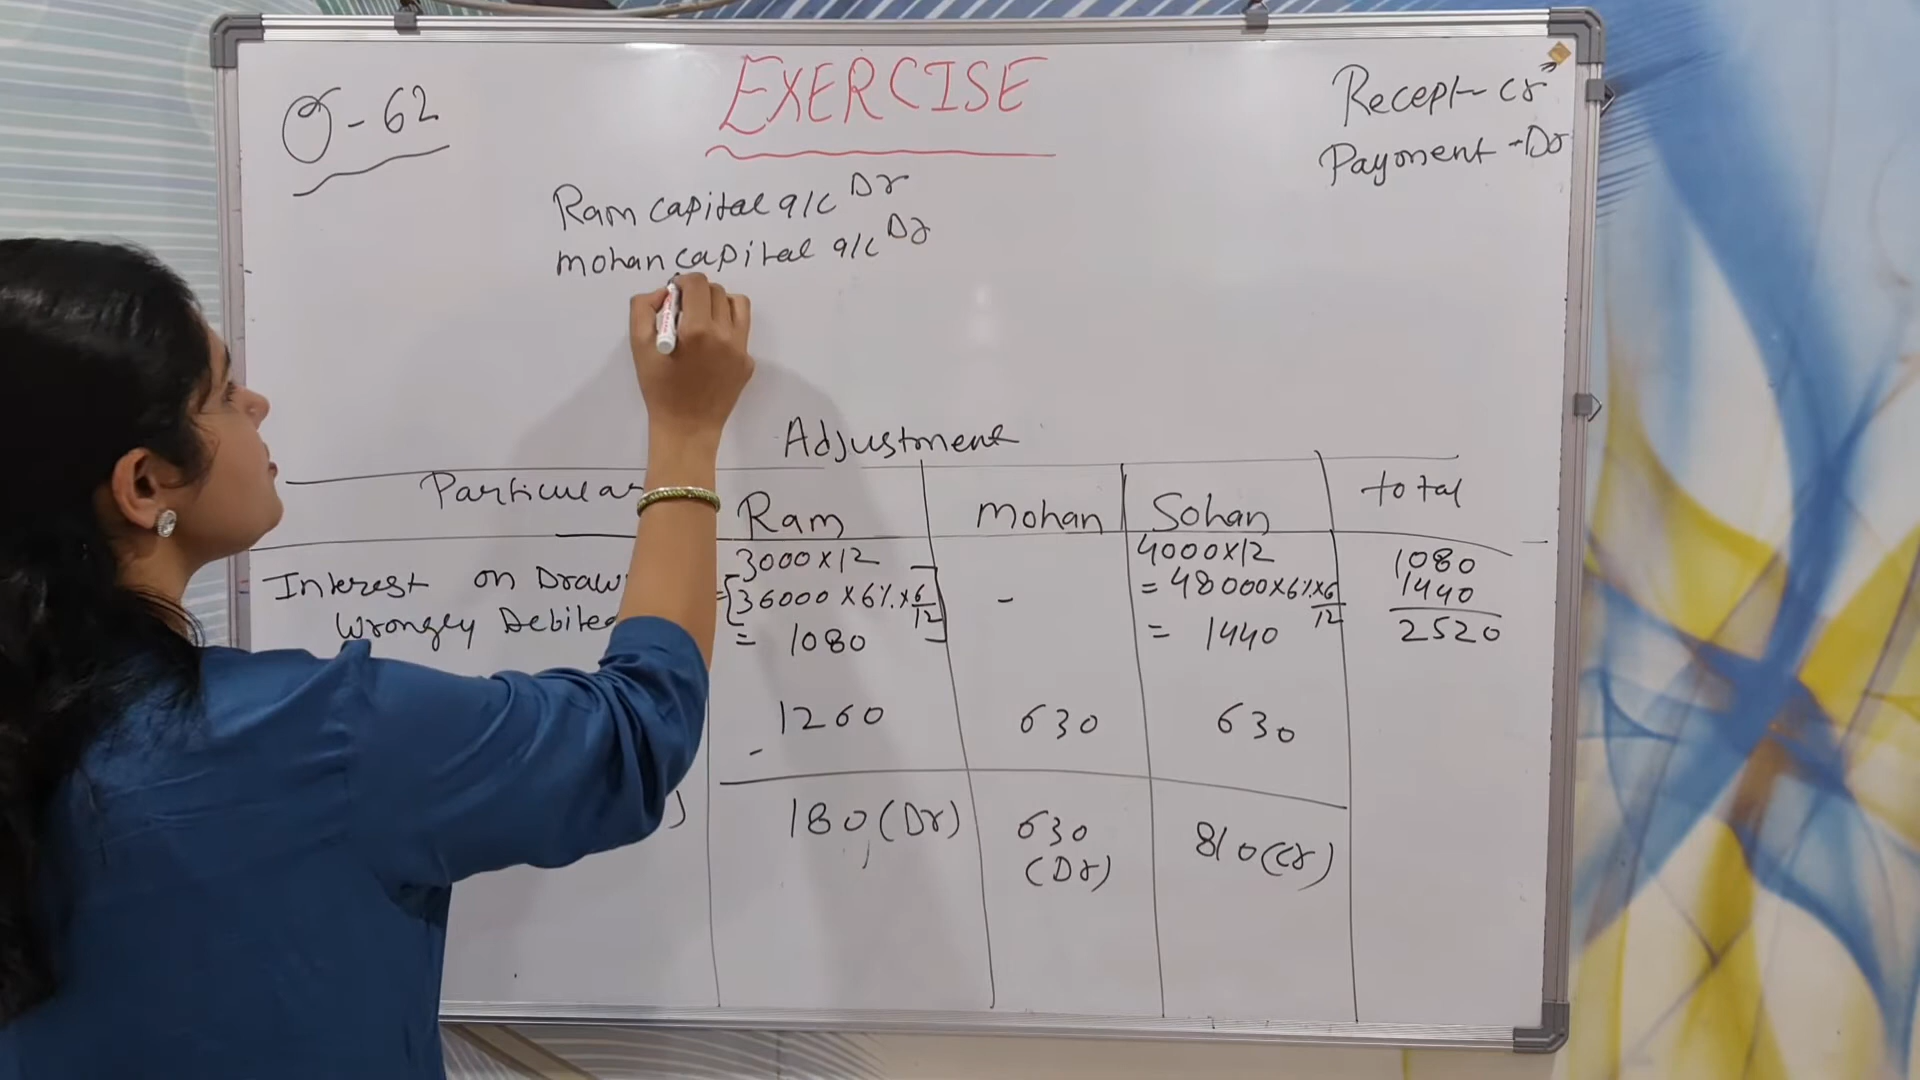 Q-62
EXERCISE
Recept-cr
Payment-Dr
Ram capital a/c Dr
mohan capital a/c Dr
Adjustment
Particular Ram Mohan Sohan total
Interest on Draw
Wrongly Debited
3000x12
36000x6%x6/12
= 1080
-
4000x12
= 48000x6%x6/12
= 1440
1080
1440
2520
- 1260 630 630
180(Dr) 630 (Dr) 810(cr)